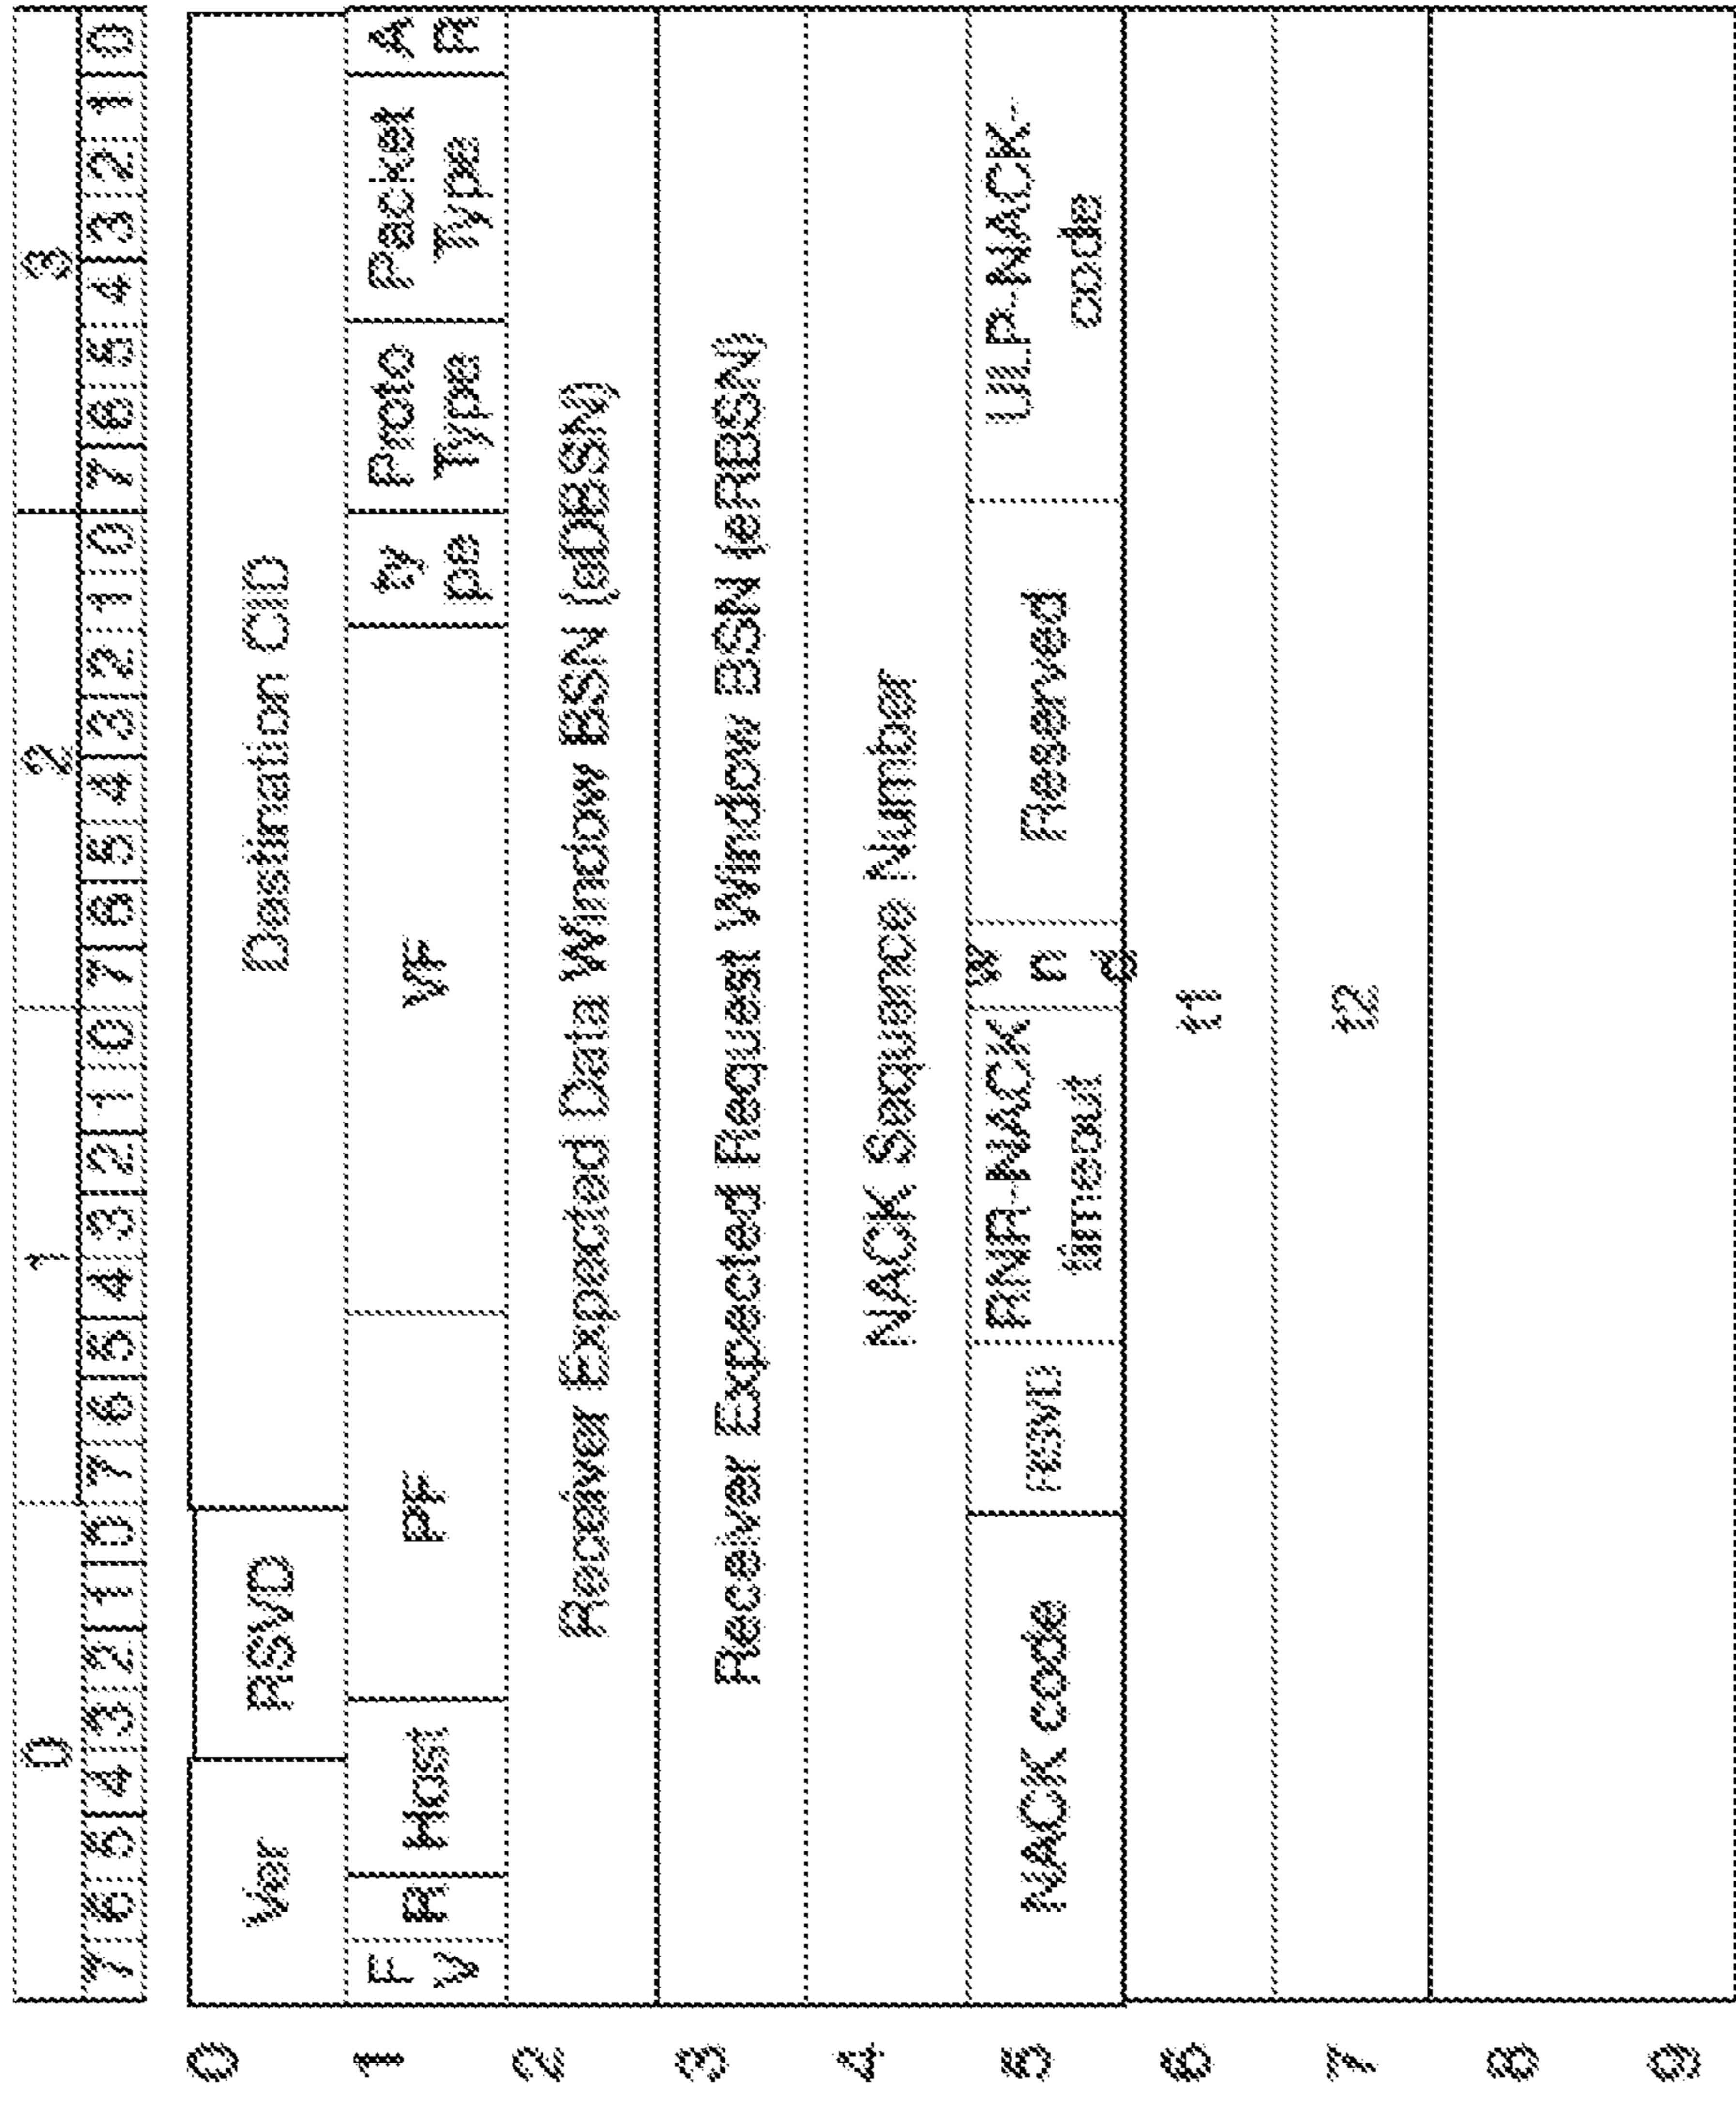 0 1 2 3
7 6 5 4 3 2 1 0 7 6 5 4 3 2 1 0 7 6 5 4 3 2 1 0 7 6 5 4 3 2 1 0
0 Ver RSVD Destination CID
1 F V R Host PF VF ty pe Proto Type Packet Type A R
2 Receiver Expected Data Window BSN (eDBSN)
3 Receiver Expected Request Window BSN (eRBSN)
4 NACK Sequence Number
5 NACK code RSVD RNR-NACK timeout W n g Reserved ULP-NACK-code
6 t1
7 t2
8
9